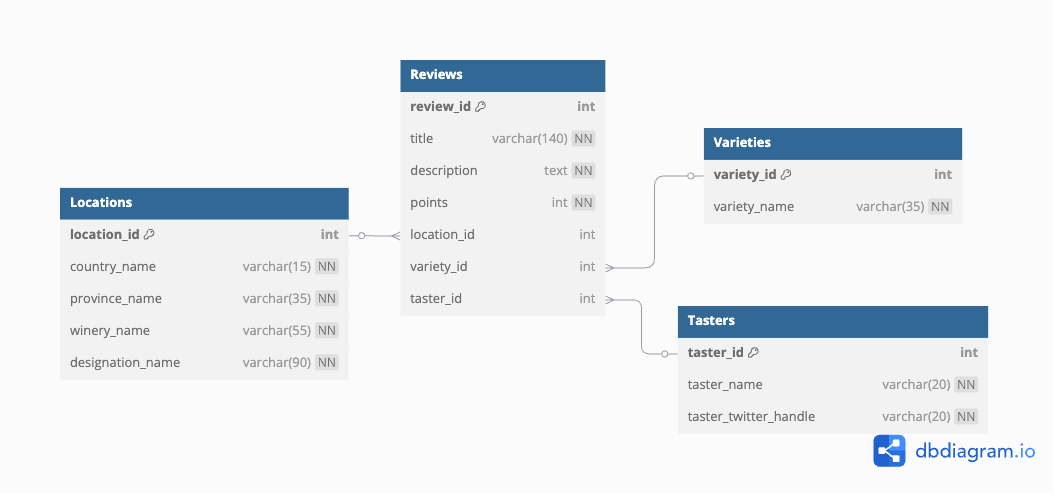 Reviews
review_id int
title varchar(140) NN
description text NN
points int NN
location_id int
variety_id int
taster_id int
Locations
location_id int
country_name varchar(15) NN
province_name varchar(35) NN
winery_name varchar(55) NN
designation_name varchar(90) NN
Varieties
variety_id int
variety_name varchar(35) NN
Tasters
taster_id int
taster_name varchar(20) NN
taster_twitter_handle varchar(20) NN
dbdiagram.io